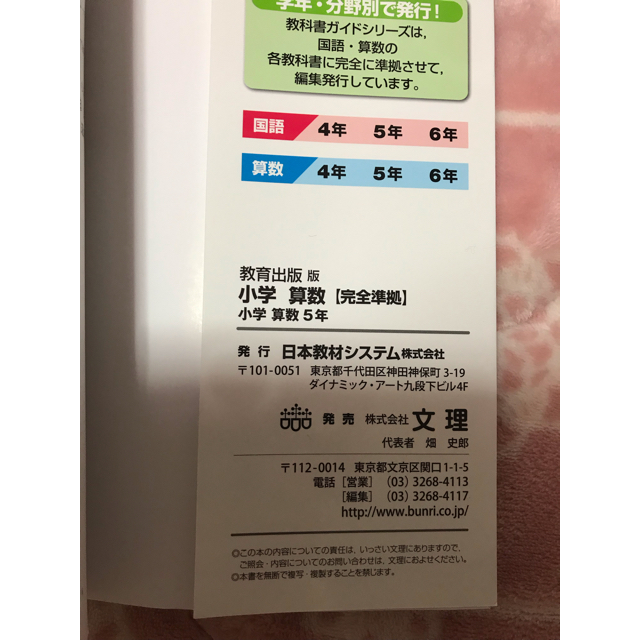 学年・分野別で発行！
教科書ガイドシリーズは，
国語・算数の
各教科書に完全に準拠させて，
編集発行しています。
国語 4年 5年 6年
算数 4年 5年 6年
教育出版 版
小学 算数【完全準拠】
小学 算数 5年
発 行 日本教材システム株式会社
〒101-0051 東京都千代田区神田神保町 3-19
ダイナミック・アート九段下ビル4F
発 売 株式会社 文 理
代表者 畑 史郎
〒112-0014 東京都文京区関口1-1-5
電話［営業］（03）3268-4113
［編集］（03）3268-4117
http://www.bunri.co.jp/
◎この本の内容についての責任は、いっさい文理にありますので、
ご照会・内容についてのお問い合わせは、文理におよせください。
◎本書を無断で複写・複製することを禁じます。